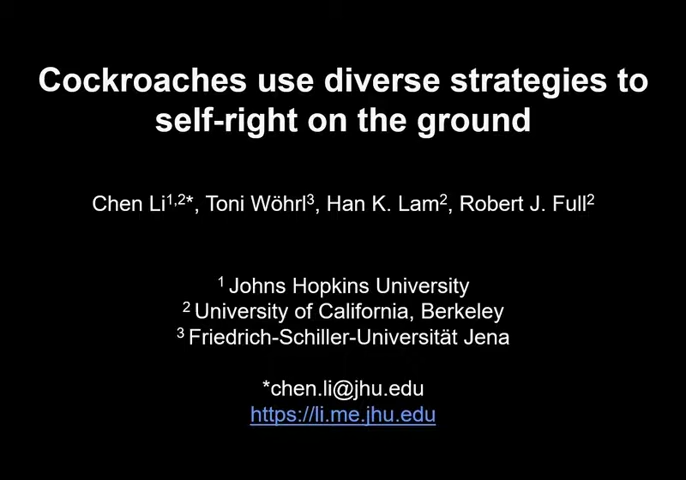 Cockroaches use diverse strategies to
self-right on the ground
Chen Li¹,²*, Toni Wöhrl³, Han K. Lam², Robert J. Full²
¹ Johns Hopkins University
² University of California, Berkeley
³ Friedrich-Schiller-Universität Jena
*chen.li@jhu.edu
https://li.me.jhu.edu